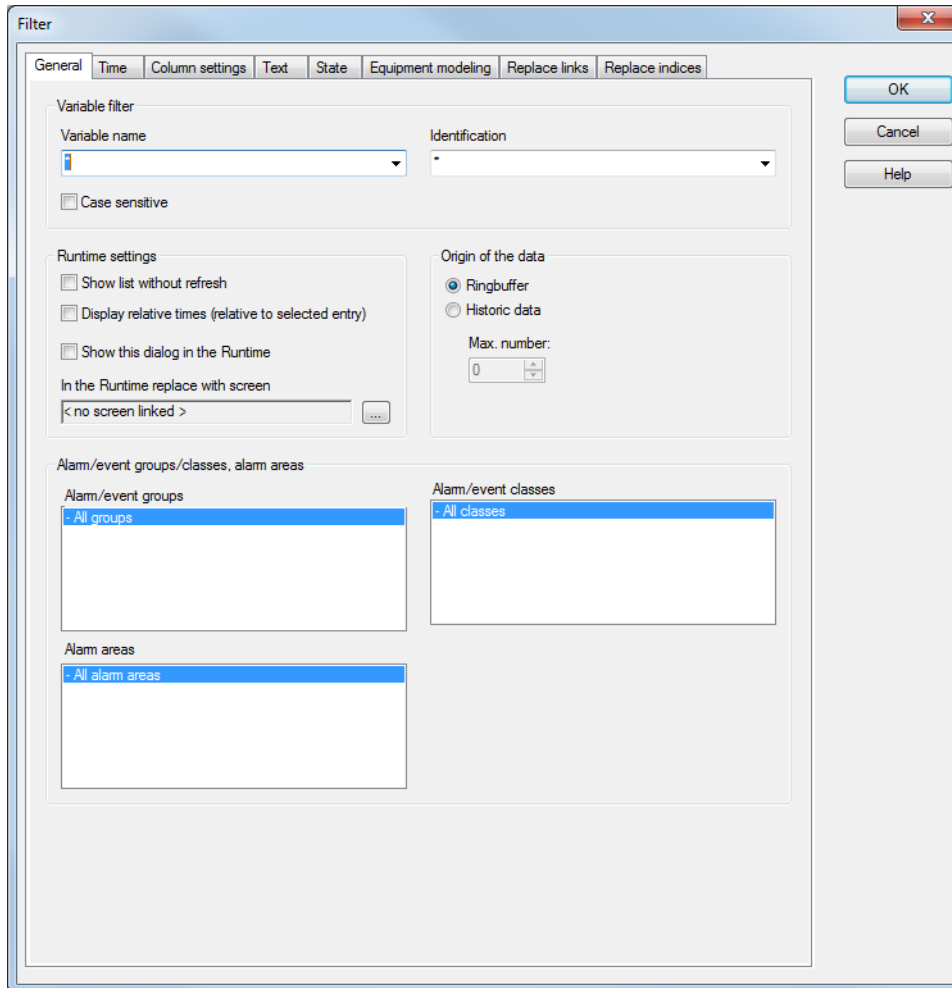 Filter
General Time Column settings Text State Equipment modeling Replace links Replace indices
OK
Cancel
Help
Variable filter
Variable name
*
Identification
*
Case sensitive
Runtime settings
Show list without refresh
Display relative times (relative to selected entry)
Show this dialog in the Runtime
In the Runtime replace with screen
< no screen linked >
...
Origin of the data
Ringbuffer
Historic data
Max. number:
0
Alarm/event groups/classes, alarm areas
Alarm/event groups
- All groups
Alarm/event classes
- All classes
Alarm areas
- All alarm areas